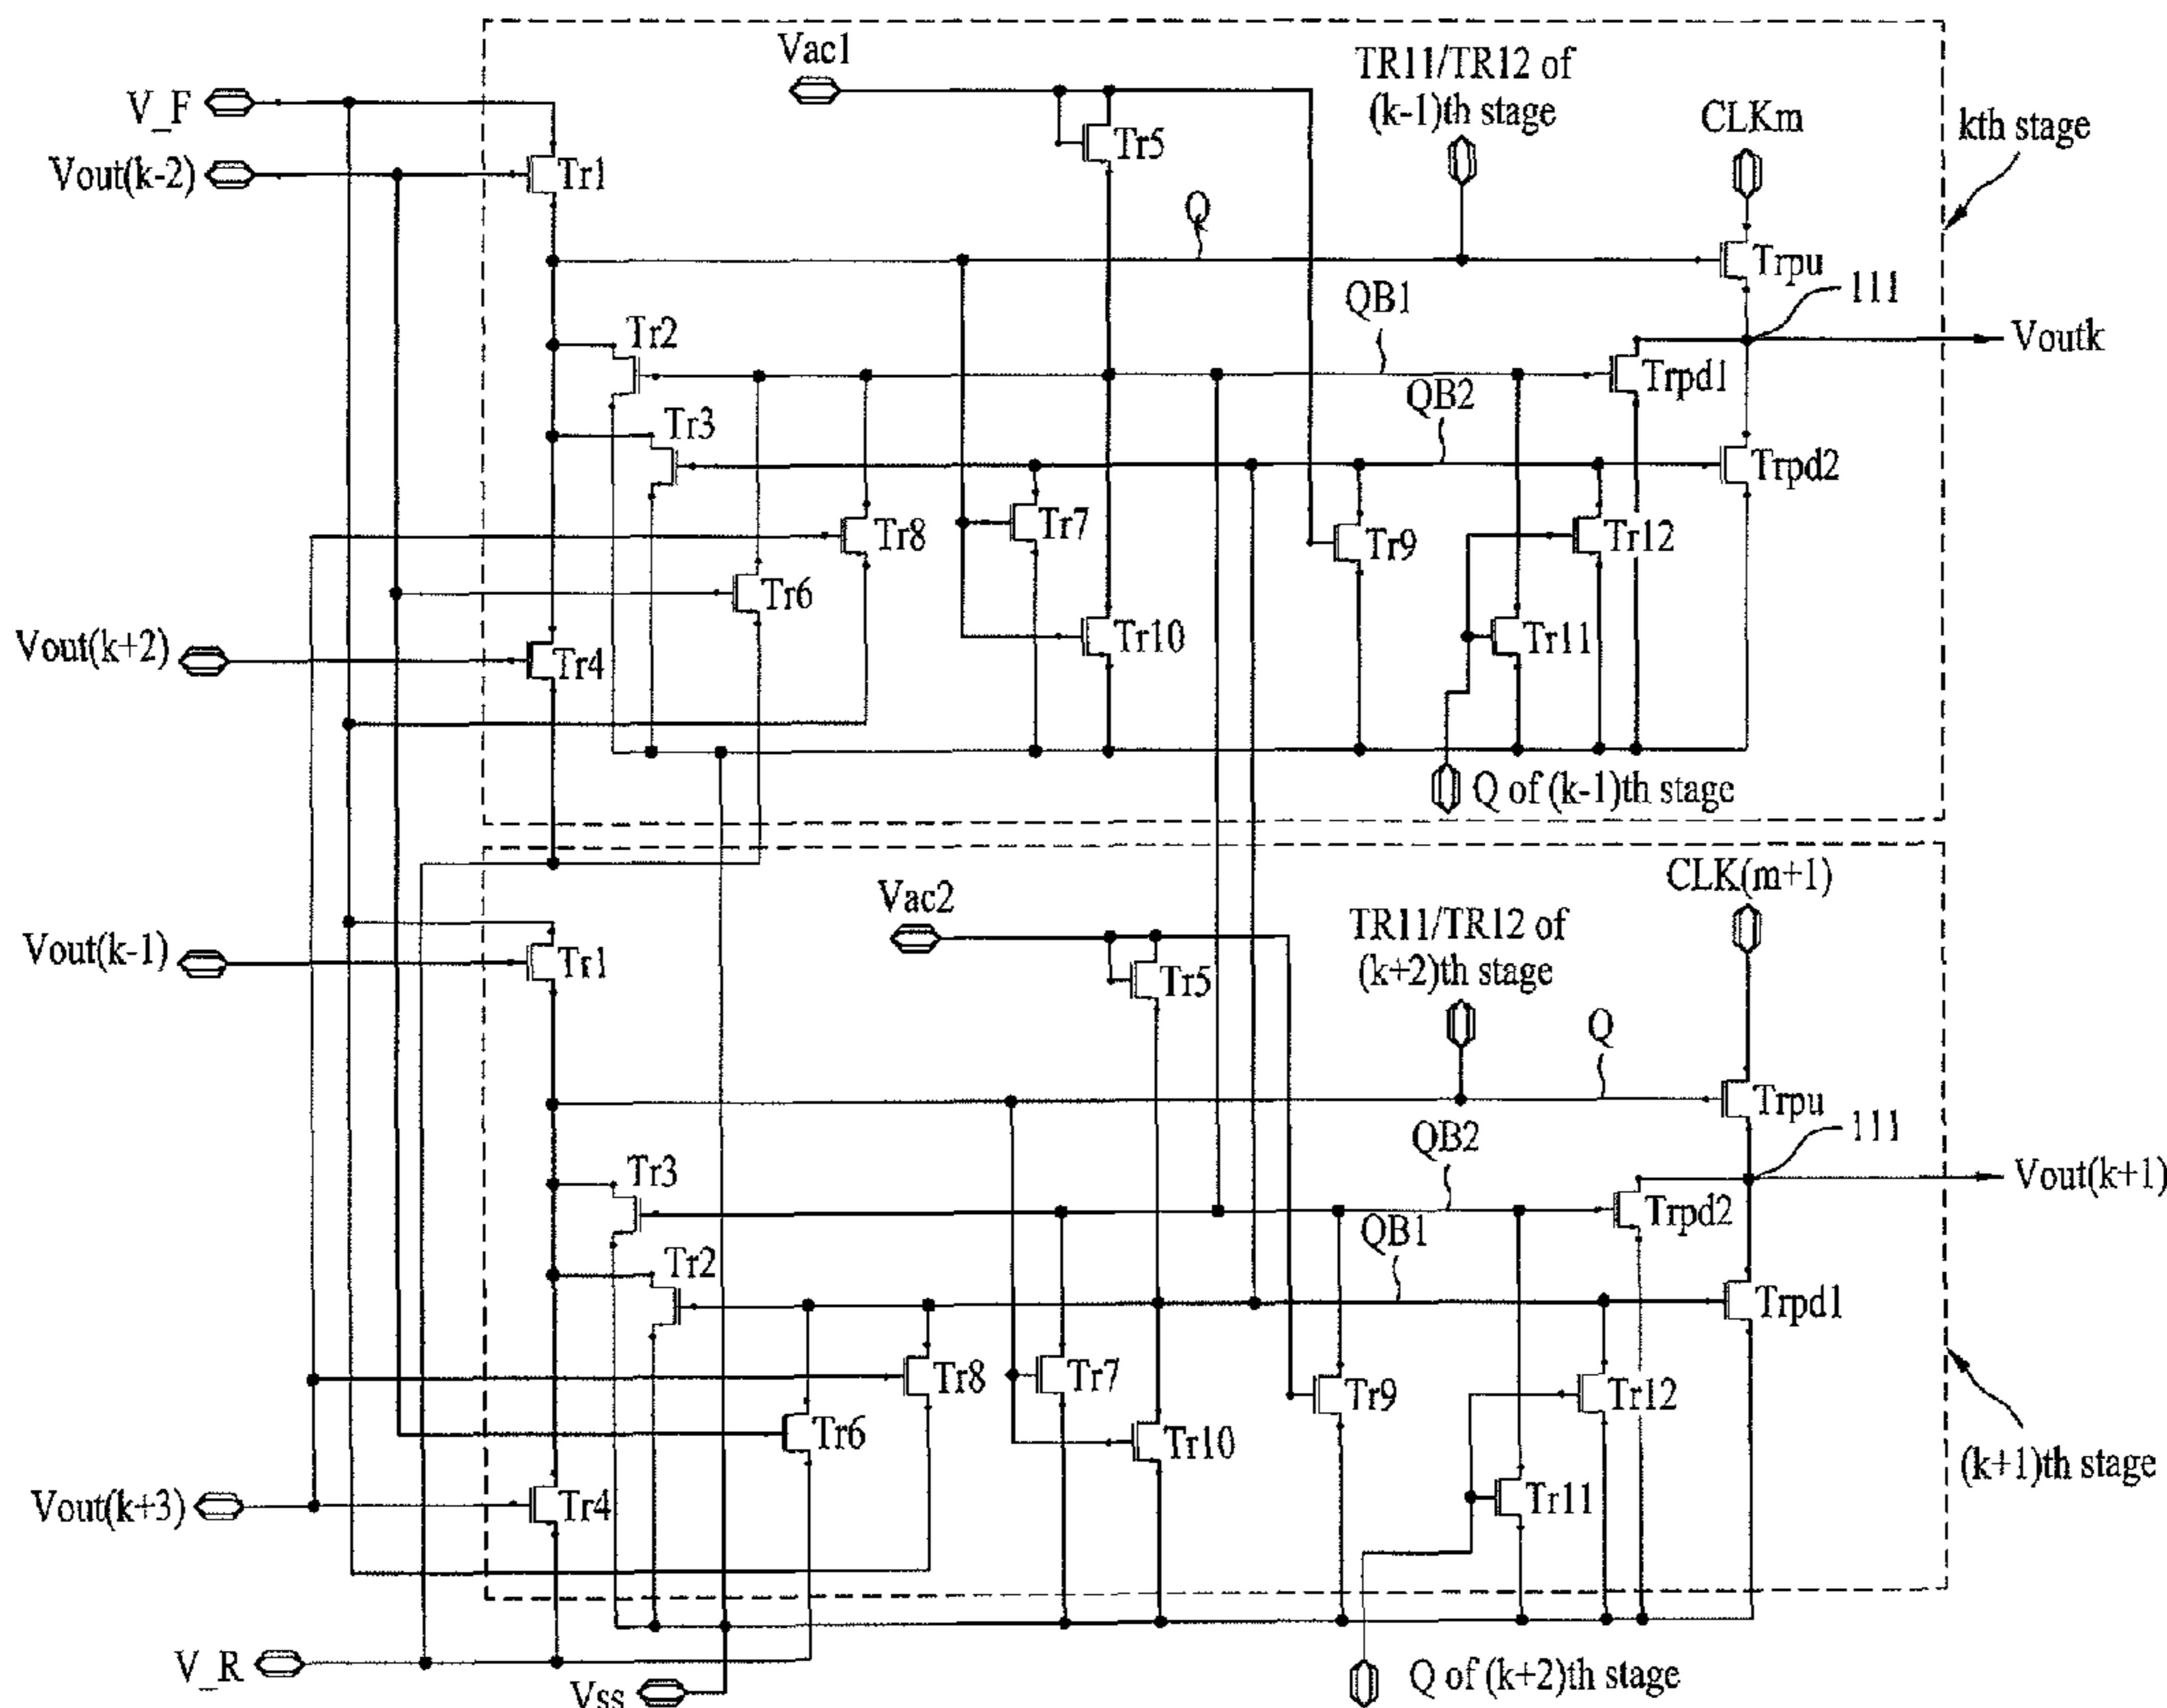 Vac1
TR11/TR12 of
(k-1)th stage
CLKm
kth stage
V_F
Vout(k-2)
Tr1
Tr5
Q
Trpu
111
QB1
Voutk
Tr2
Trpd1
QB2
Tr3
Trpd2
Tr8
Tr7
Tr9
Tr12
Tr6
Tr10
Tr11
Vout(k+2)
Tr4
Q of (k-1)th stage
CLK(m+1)
Vac2
TR11/TR12 of
(k+2)th stage
Vout(k-1)
Tr1
Tr5
Q
Trpu
111
QB2
Vout(k+1)
Tr3
Trpd2
QB1
Tr2
Trpd1
Tr8
Tr7
Tr9
Tr12
Tr6
Tr10
(k+1)th stage
Vout(k+3)
Tr4
Tr11
V_R
Vss
Q of (k+2)th stage